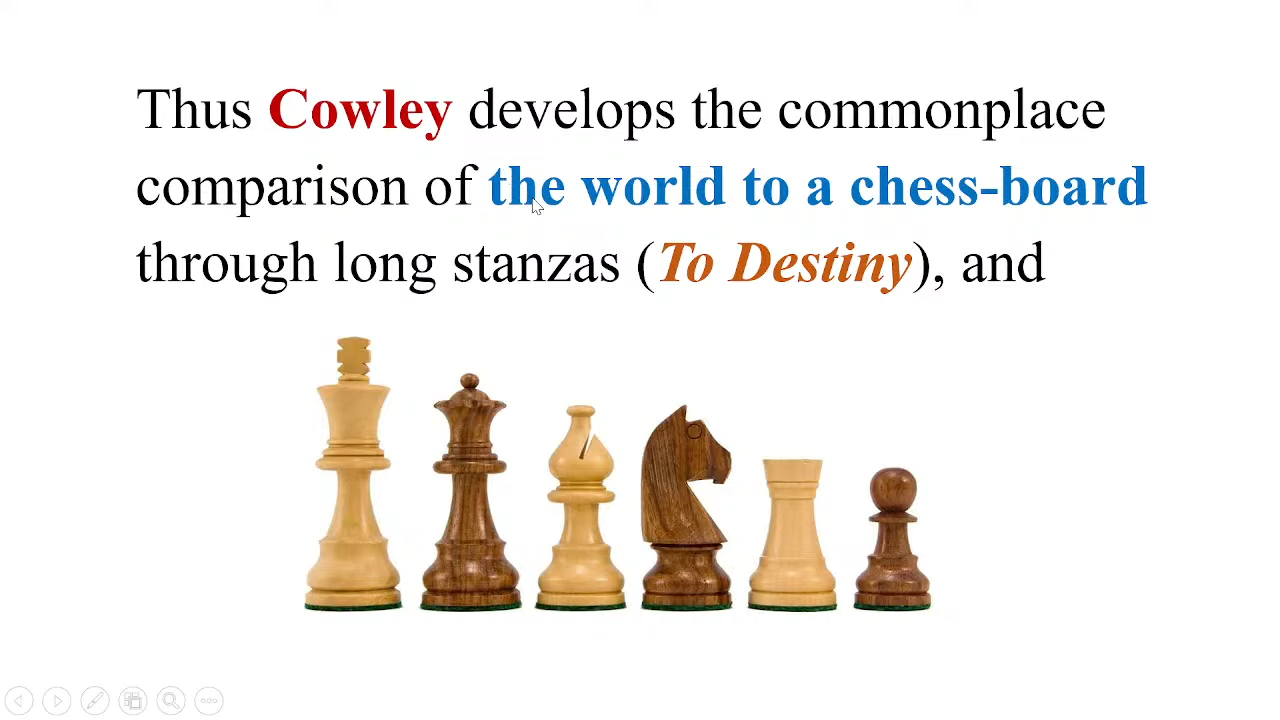 Thus Cowley develops the commonplace
comparison of the world to a chess-board
through long stanzas (To Destiny), and